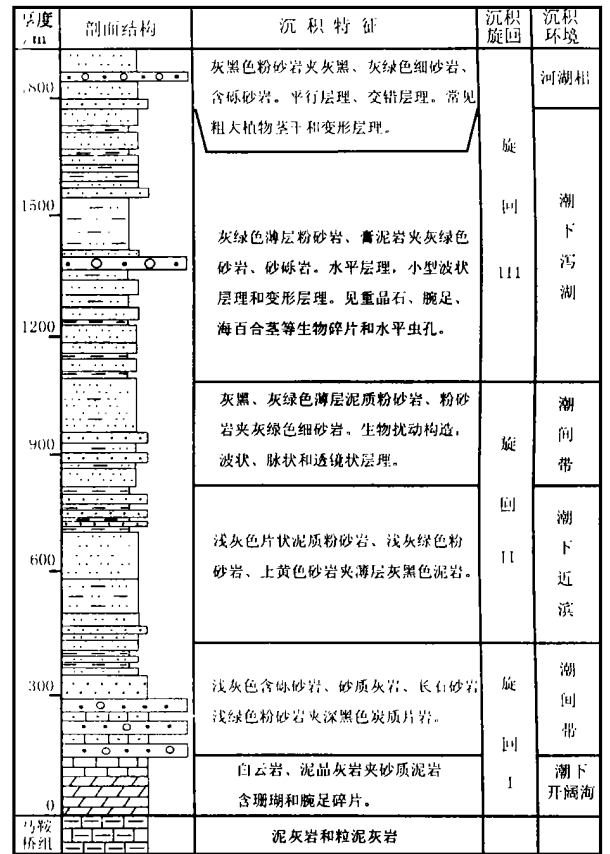 厚度
/m
剖面结构
沉积特征
沉积
旋回
沉积
环境
灰黑色粉砂岩夹灰黑、灰绿色细砂岩、
含砾砂岩。平行层理、交错层理。常见
粗大植物茎干和变形层理。
河湖相
1800
1500
灰绿色薄层粉砂岩、膏泥岩夹灰绿色
砂岩、砂砾岩。水平层理，小型波状
层理和变形层理。见重晶石、腕足、
海百合茎等生物碎片和水平虫孔。
旋
回
III
潮
下
泻
湖
1200
灰黑、灰绿色薄层泥质粉砂岩、粉砂
岩夹灰绿色细砂岩。生物扰动构造，
波状、脉状和透镜状层理。
潮
间
带
900
浅灰色片状泥质粉砂岩、浅灰绿色粉
砂岩、土黄色砂岩夹薄层灰黑色泥岩。
旋
回
II
潮
下
近
滨
600
浅灰色含砾砂岩、砂质灰岩、长石砂岩
浅绿色粉砂岩夹深黑色炭质片岩。
潮
间
带
300
白云岩、泥晶灰岩夹砂质泥岩
含珊瑚和腕足碎片。
旋
回
I
潮下
开阔海
0
马鞍
桥组
泥灰岩和粒泥灰岩